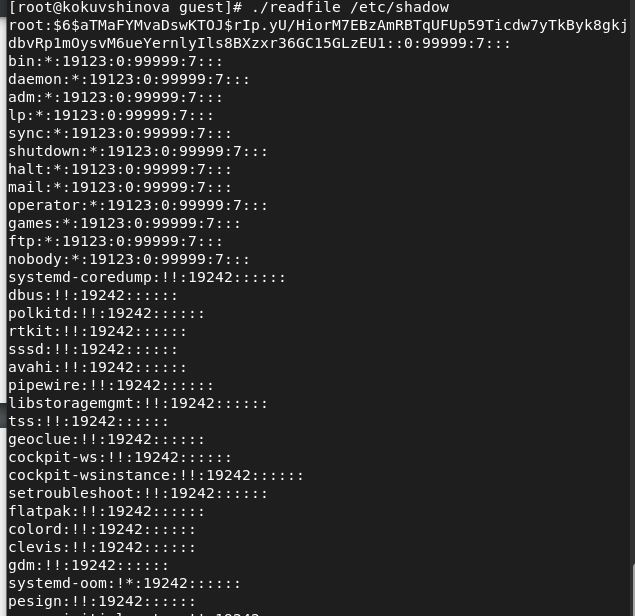 [root@kokuvshinova guest]# ./readfile /etc/shadow
root:$6$aTMaFYMvaDswKTOJ$rIp.yU/HiorM7EBzAmRBTqUFUp59Ticdw7yTkByk8gkj
dbvRp1mOysvM6ueYernlyIls8BXzxr36GC15GLzEU1::0:99999:7:::
bin:*:19123:0:99999:7:::
daemon:*:19123:0:99999:7:::
adm:*:19123:0:99999:7:::
lp:*:19123:0:99999:7:::
sync:*:19123:0:99999:7:::
shutdown:*:19123:0:99999:7:::
halt:*:19123:0:99999:7:::
mail:*:19123:0:99999:7:::
operator:*:19123:0:99999:7:::
games:*:19123:0:99999:7:::
ftp:*:19123:0:99999:7:::
nobody:*:19123:0:99999:7:::
systemd-coredump:!!:19242::::::
dbus:!!:19242::::::
polkitd:!!:19242::::::
rtkit:!!:19242::::::
sssd:!!:19242::::::
avahi:!!:19242::::::
pipewire:!!:19242::::::
libstoragemgmt:!!:19242::::::
tss:!!:19242::::::
geoclue:!!:19242::::::
cockpit-ws:!!:19242::::::
cockpit-wsinstance:!!:19242::::::
setroubleshoot:!!:19242::::::
flatpak:!!:19242::::::
colord:!!:19242::::::
clevis:!!:19242::::::
gdm:!!:19242::::::
systemd-oom:!*:19242::::::
pesign:!!:19242::::::